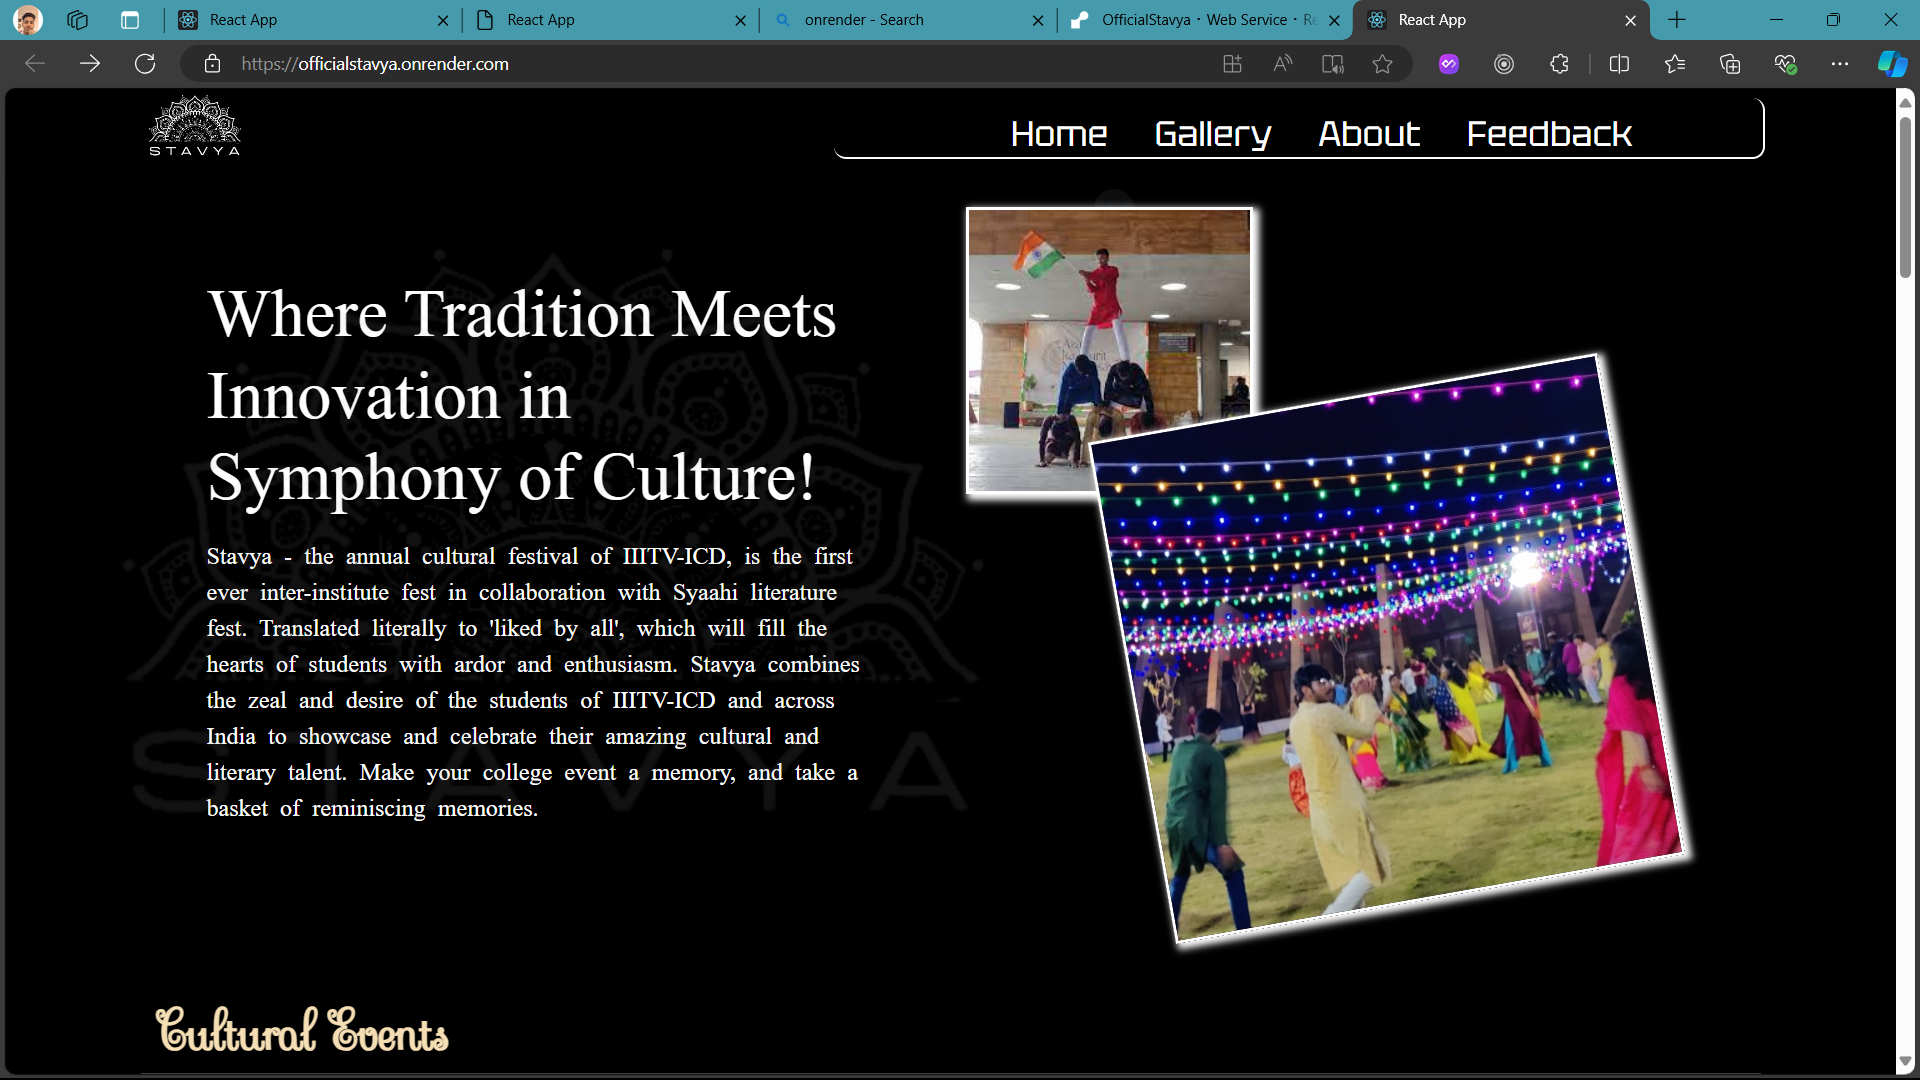 React App
React App
onrender - Search
OfficialStavya · Web Service · Re
React App
https://officialstavya.onrender.com
STAVYA
Home Gallery About Feedback
Where Tradition Meets
Innovation in
Symphony of Culture!
Stavya - the annual cultural festival of IIITV-ICD, is the first
ever inter-institute fest in collaboration with Syaahi literature
fest. Translated literally to 'liked by all', which will fill the
hearts of students with ardor and enthusiasm. Stavya combines
the zeal and desire of the students of IIITV-ICD and across
India to showcase and celebrate their amazing cultural and
literary talent. Make your college event a memory, and take a
basket of reminiscing memories.
STAVYA
Cultural Events